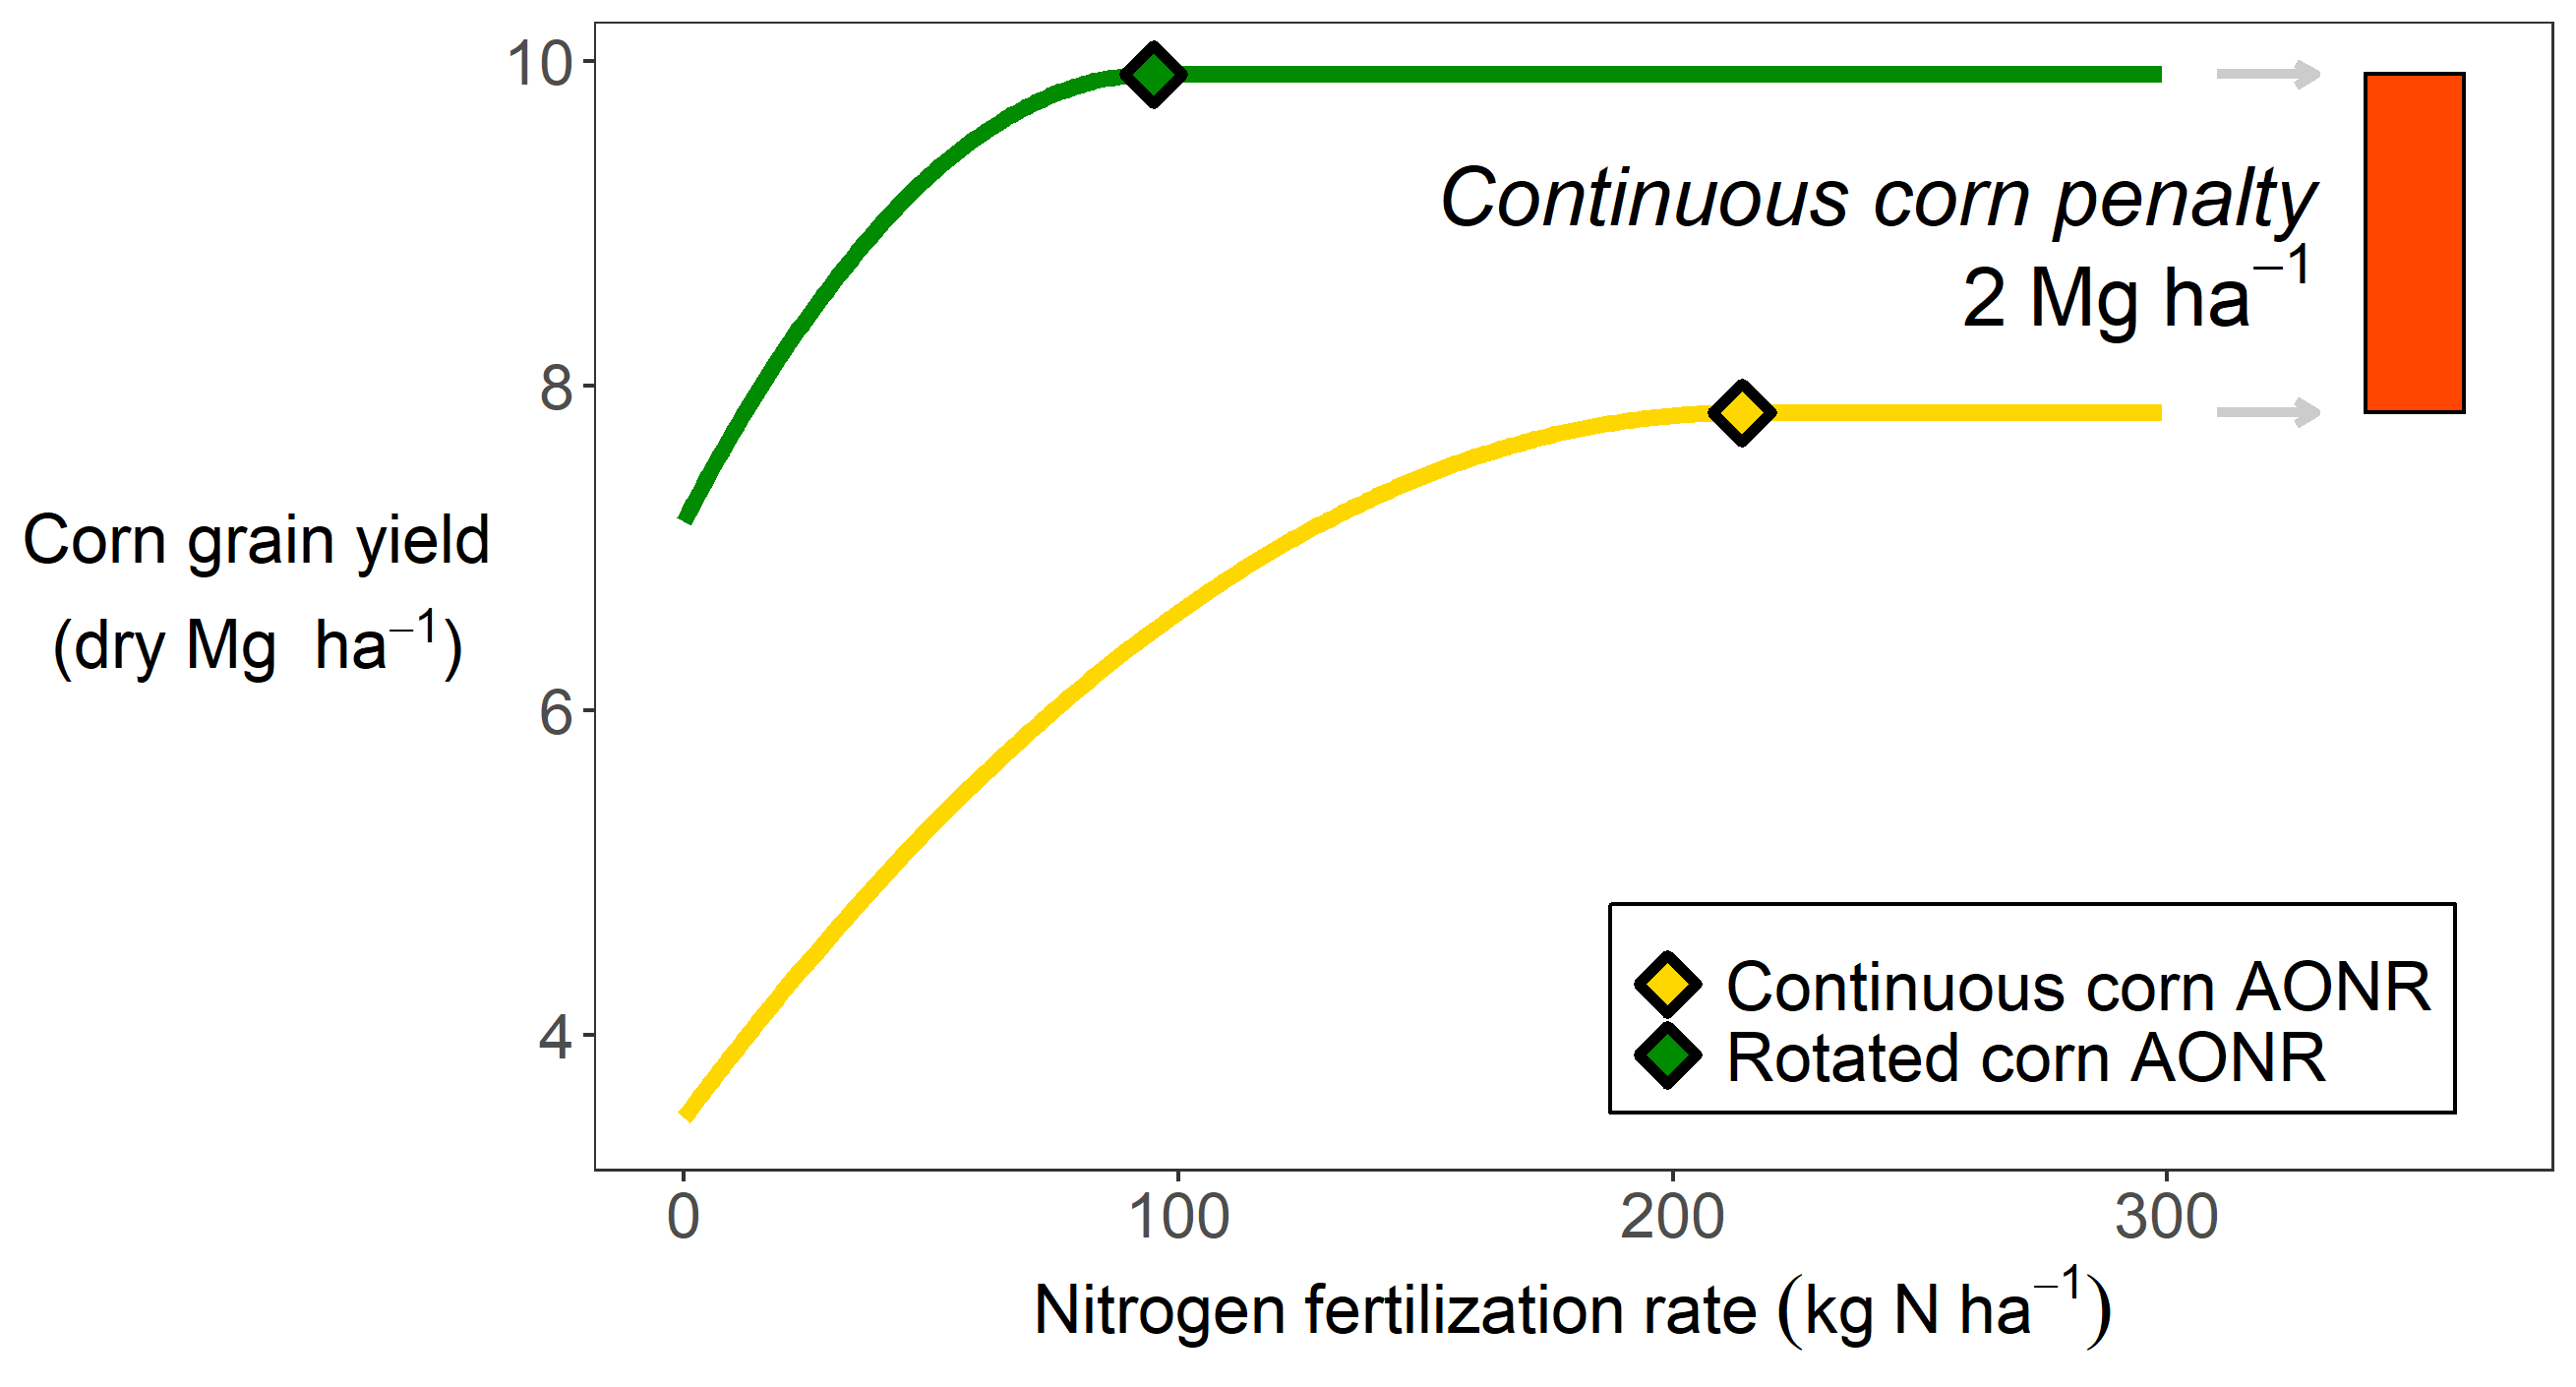 10
8
6
4
Corn grain yield
(dry Mg ha⁻¹)
Continuous corn penalty
2 Mg ha⁻¹
Continuous corn AONR
Rotated corn AONR
0 100 200 300
Nitrogen fertilization rate (kg N ha⁻¹)